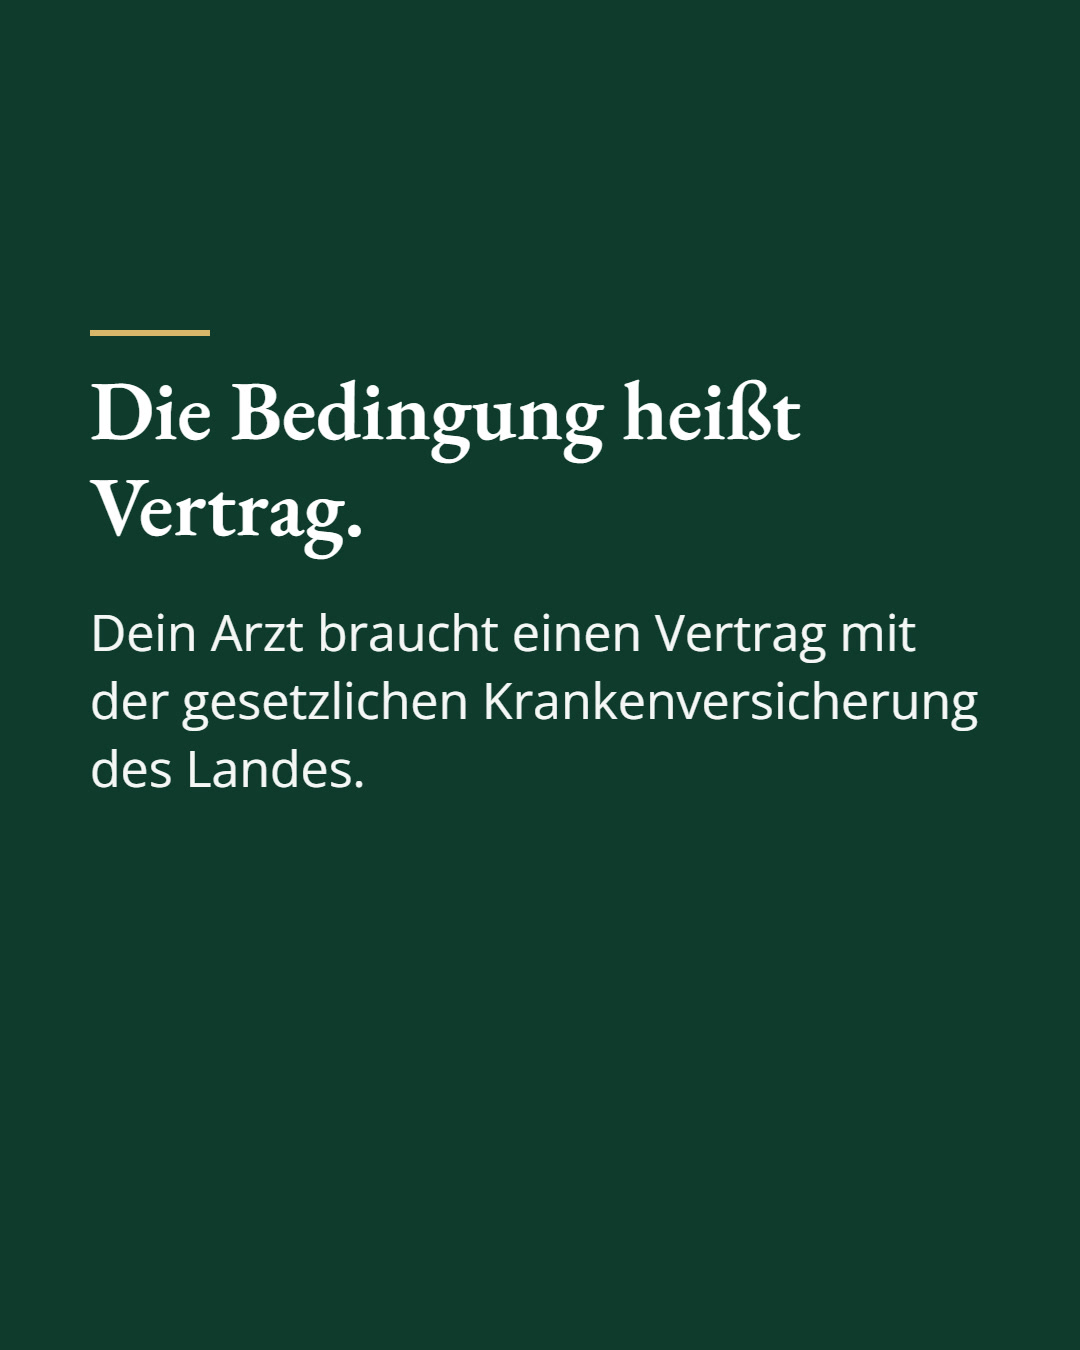 Die Bedingung heißt
Vertrag.
Dein Arzt braucht einen Vertrag mit
der gesetzlichen Krankenversicherung
des Landes.